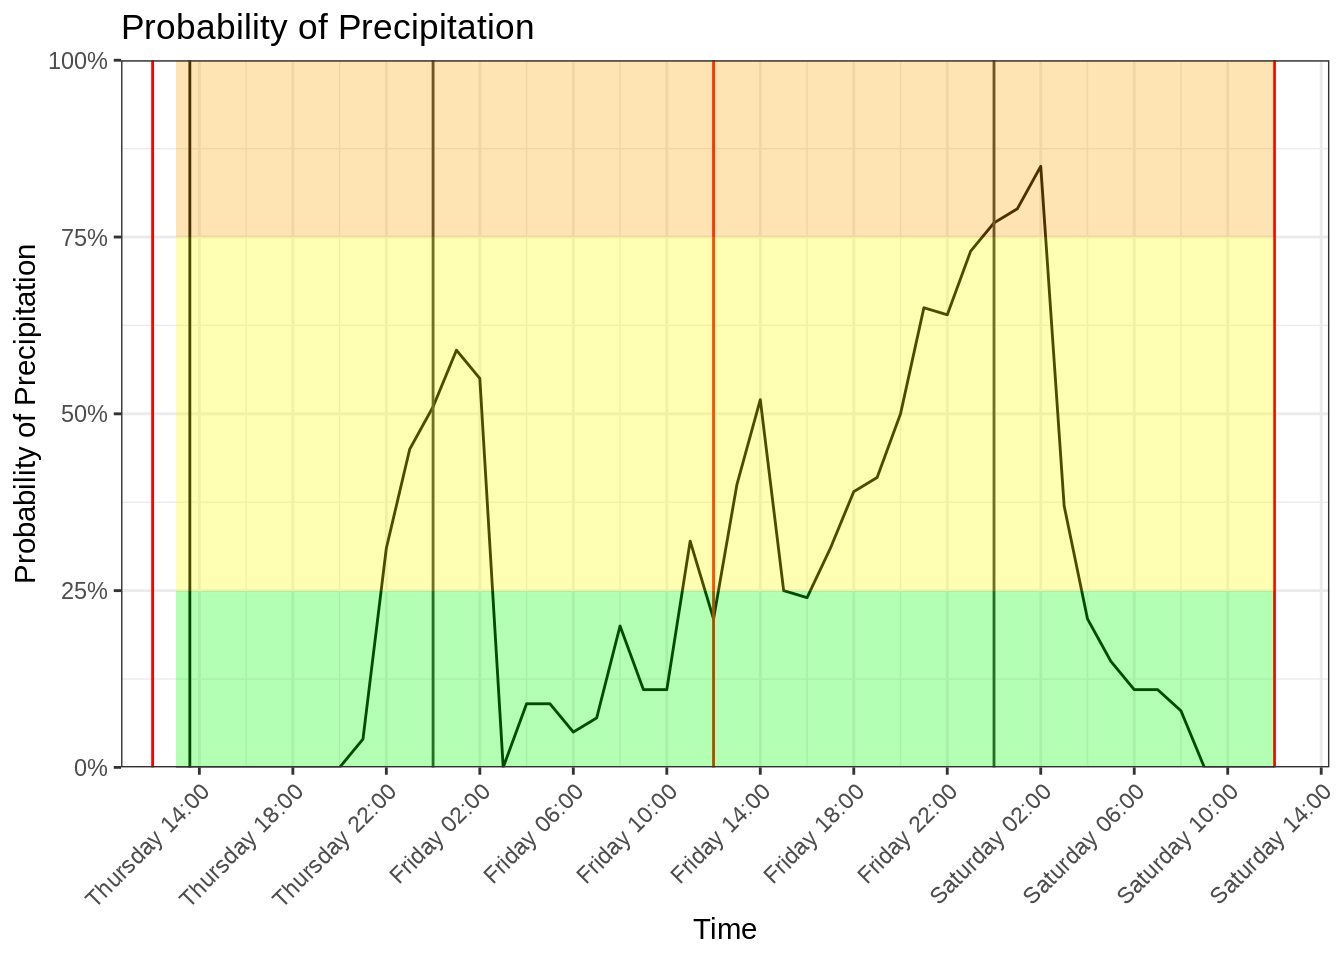 Probability of Precipitation
100%
75%
50%
25%
0%
Probability of Precipitation
Thursday 14:00
Thursday 18:00
Thursday 22:00
Friday 02:00
Friday 06:00
Friday 10:00
Friday 14:00
Friday 18:00
Friday 22:00
Saturday 02:00
Saturday 06:00
Saturday 10:00
Saturday 14:00
Time